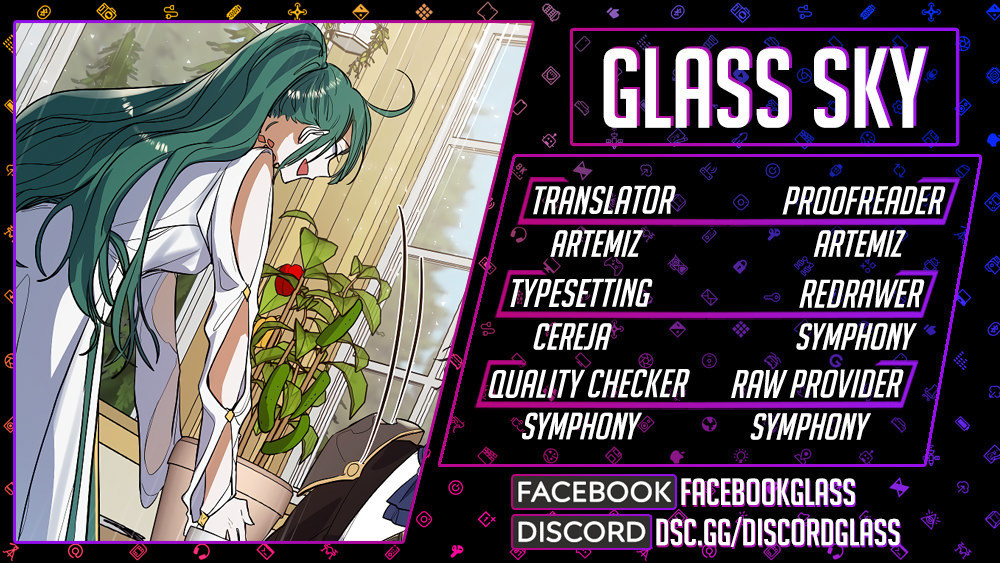 GLASS SKY
TRANSLATOR PROOFREADER
ARTEMIZ ARTEMIZ
TYPESETTING REDRAWER
CEREJA SYMPHONY
QUALITY CHECKER RAW PROVIDER
SYMPHONY SYMPHONY
FACEBOOK FACEBOOKGLASS
DISCORD DSC.GG/DISCORDGLASS